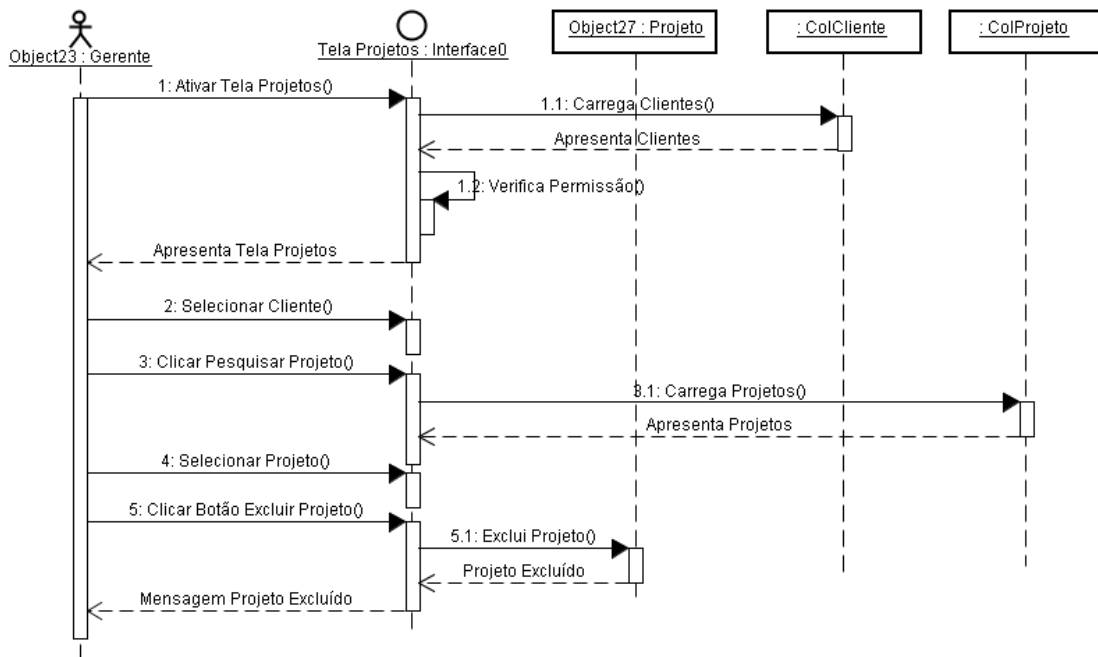 Object23 : Gerente
Tela Projetos : Interface0
Object27 : Projeto
: ColCliente
: ColProjeto
1: Ativar Tela Projetos()
1.1: Carrega Clientes()
Apresenta Clientes
1.2: Verifica Permissão()
Apresenta Tela Projetos
2: Selecionar Cliente()
3: Clicar Pesquisar Projeto()
3.1: Carrega Projetos()
Apresenta Projetos
4: Selecionar Projeto()
5: Clicar Botão Excluir Projeto()
5.1: Exclui Projeto()
Projeto Excluído
Mensagem Projeto Excluído